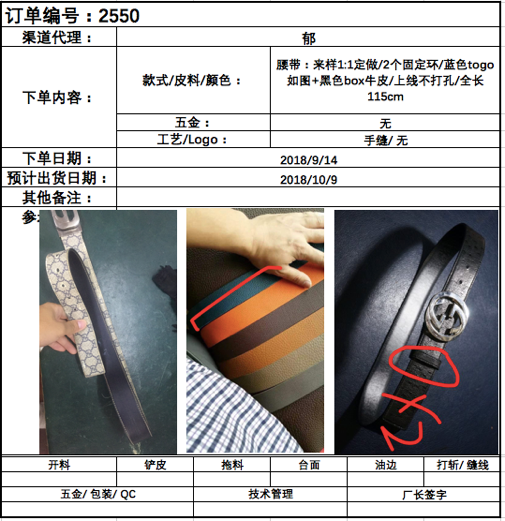 订单编号：2550
渠道代理： 郁
下单内容： 款式/皮料/颜色： 腰带：来样1:1定做/2个固定环/蓝色togo
如图+黑色box牛皮/上线不打孔/全长
115cm
五金： 无
工艺/Logo： 手缝/ 无
下单日期： 2018/9/14
预计出货日期： 2018/10/9
其他备注：
参
开料 铲皮 拖料 台面 油边 打斩/ 缝线
五金/ 包装/ QC 技术管理 厂长签字